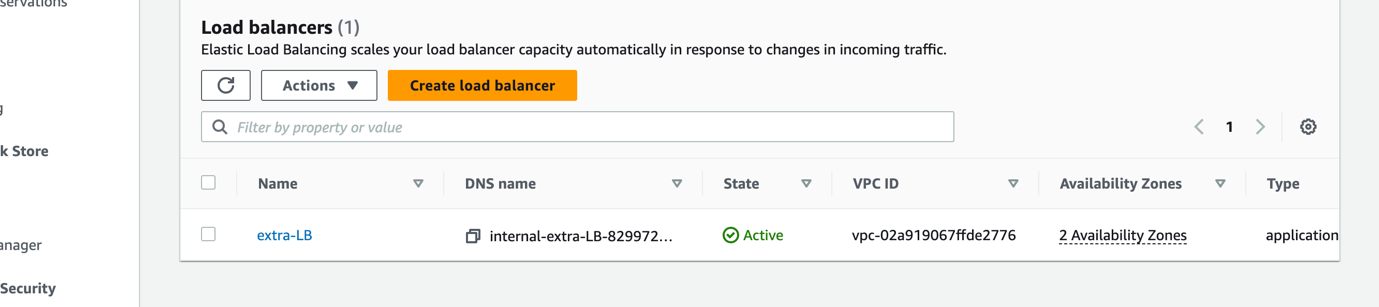 servations
Load balancers (1)
Elastic Load Balancing scales your load balancer capacity automatically in response to changes in incoming traffic.
Actions
Create load balancer
g
Filter by property or value
1
k Store
Name
DNS name
State
VPC ID
Availability Zones
Type
extra-LB
internal-extra-LB-829972...
Active
vpc-02a919067ffde2776
2 Availability Zones
application
anager
Security